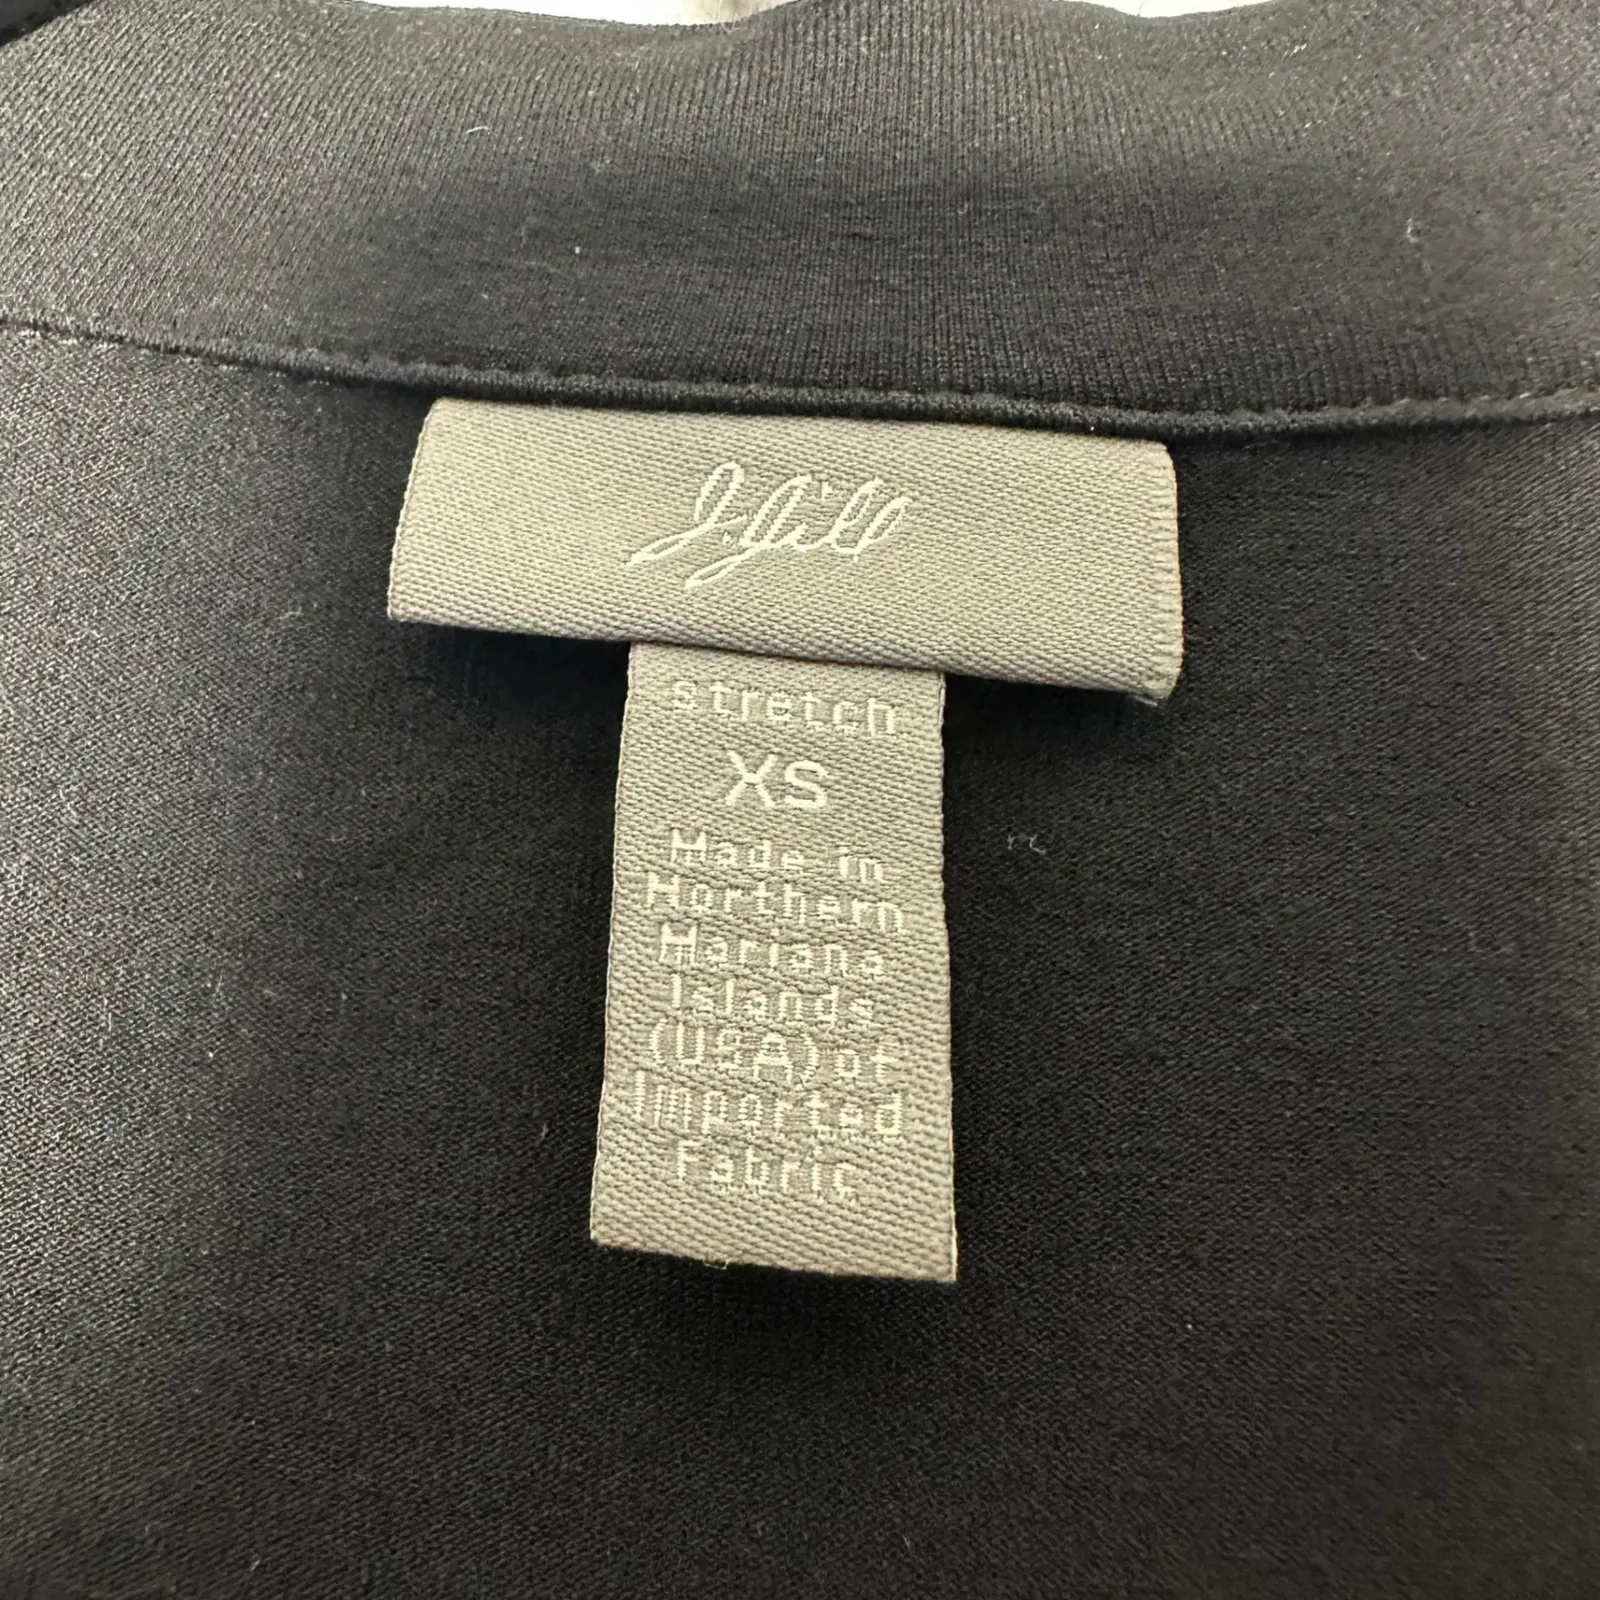 J.Jill
stretch
XS
Made in
Northern
Mariana
Islands
(USA) of
Imported
Fabric